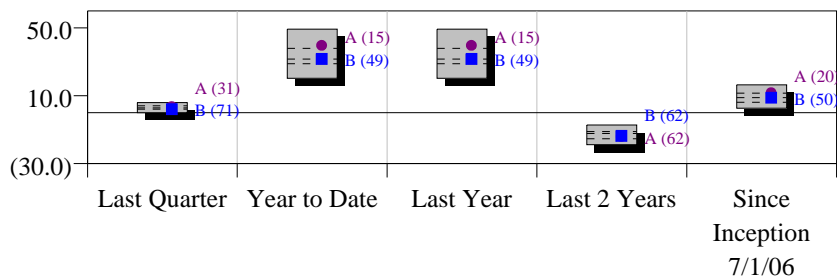 50.0
10.0
(30.0)
A (31)
B (71)
A (15)
B (49)
A (15)
B (49)
B (62)
A (62)
A (20)
B (50)
Last Quarter
Year to Date
Last Year
Last 2 Years
Since
Inception
7/1/06